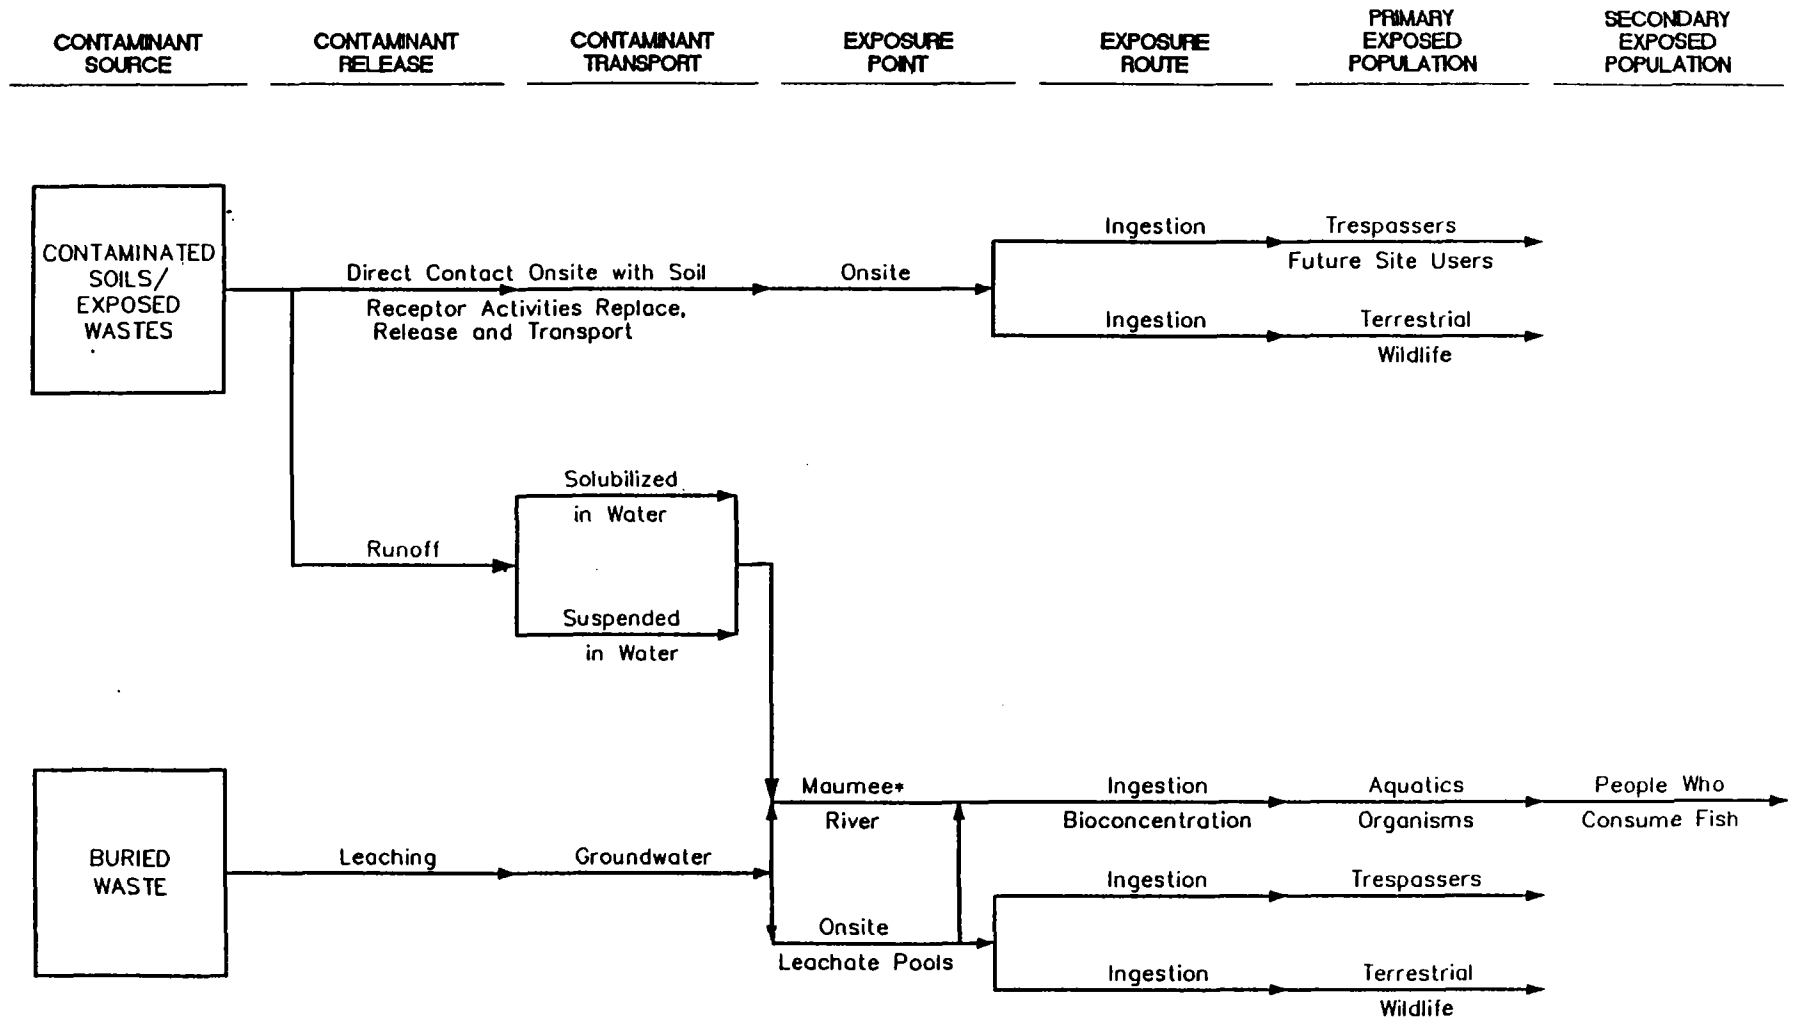 CONTAMINANT
SOURCE
CONTAMINANT
RELEASE
CONTAMINANT
TRANSPORT
EXPOSURE
POINT
EXPOSURE
ROUTE
PRIMARY
EXPOSED
POPULATION
SECONDARY
EXPOSED
POPULATION
CONTAMINATED
SOILS/
EXPOSED
WASTES
Direct Contact Onsite with Soil
Receptor Activities Replace,
Release and Transport
Onsite
Ingestion
Trespassers
Future Site Users
Ingestion
Terrestrial
Wildlife
Runoff
Solubilized
in Water
Suspended
in Water
BURIED
WASTE
Leaching
Groundwater
Maumee*
River
Ingestion
Bioconcentration
Aquatics
Organisms
People Who
Consume Fish
Onsite
Leachate Pools
Ingestion
Trespassers
Ingestion
Terrestrial
Wildlife